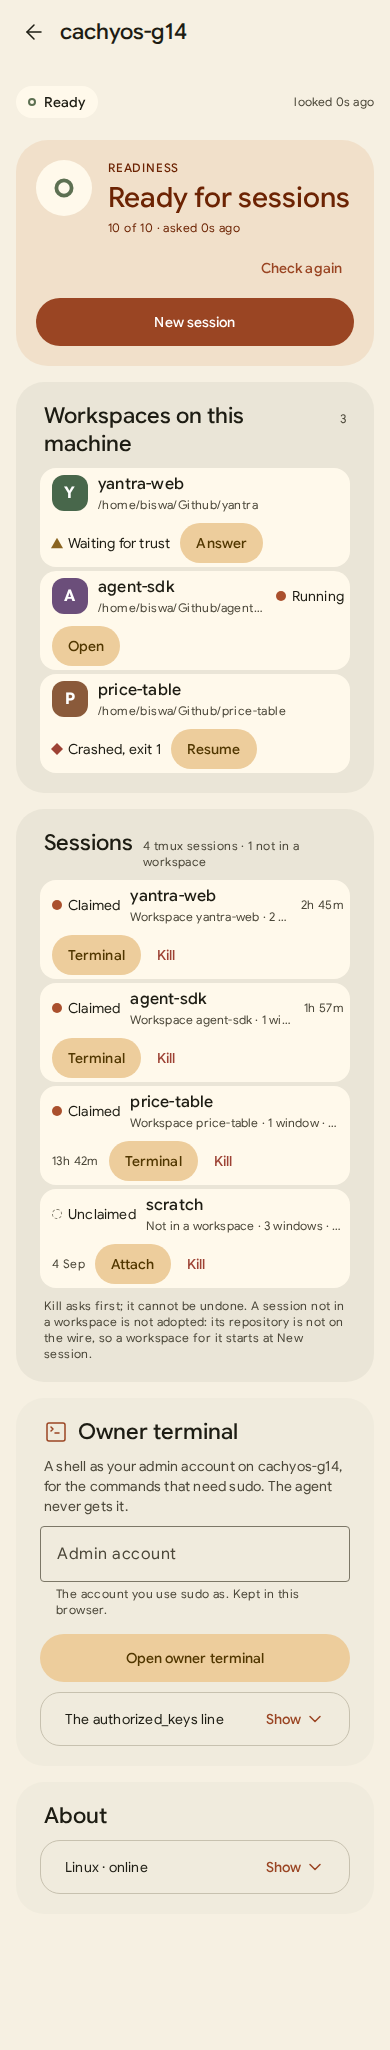 cachyos-g14
Ready
looked 0s ago
READINESS
Ready for sessions
10 of 10 · asked 0s ago
Check again
New session
Workspaces on this
machine
3
Y
yantra-web
/home/biswa/Github/yantra
Waiting for trust
Answer
A
agent-sdk
/home/biswa/Github/agent...
Running
Open
P
price-table
/home/biswa/Github/price-table
Crashed, exit 1
Resume
Sessions
4 tmux sessions · 1 not in a
workspace
Claimed
yantra-web
Workspace yantra-web · 2 ...
2h 45m
Terminal
Kill
Claimed
agent-sdk
Workspace agent-sdk · 1 wi...
1h 57m
Terminal
Kill
Claimed
price-table
Workspace price-table · 1 window · ...
13h 42m
Terminal
Kill
Unclaimed
scratch
Not in a workspace · 3 windows · ...
4 Sep
Attach
Kill
Kill asks first; it cannot be undone. A session not in
a workspace is not adopted: its repository is not on
the wire, so a workspace for it starts at New
session.
Owner terminal
A shell as your admin account on cachyos-g14,
for the commands that need sudo. The agent
never gets it.
Admin account
The account you use sudo as. Kept in this
browser.
Open owner terminal
The authorized_keys line
Show
About
Linux · online
Show